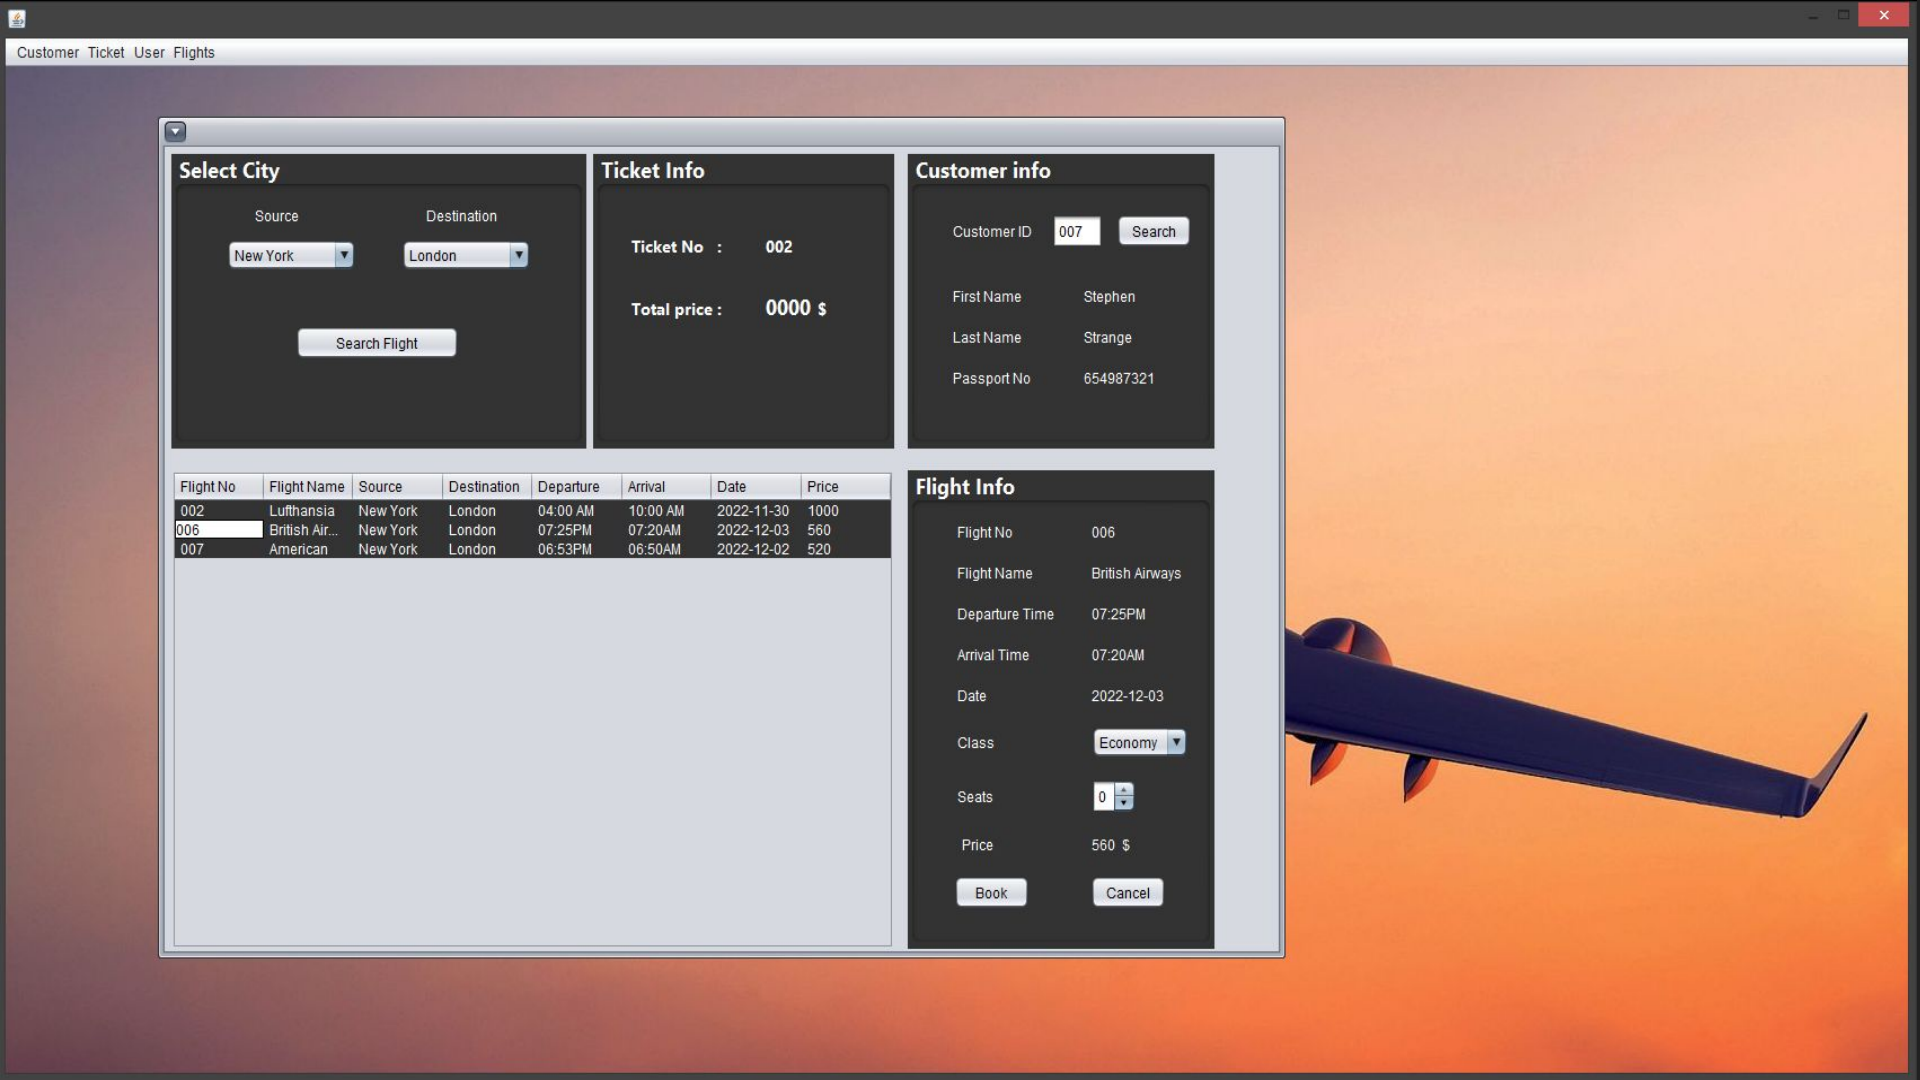 Customer Ticket User Flights
Select City
Source Destination
New York London
Search Flight
Ticket Info
Ticket No : 002
Total price : 0000 $
Customer info
Customer ID 007 Search
First Name Stephen
Last Name Strange
Passport No 654987321
Flight No Flight Name Source Destination Departure Arrival Date Price
002 Lufthansia New York London 04:00 AM 10:00 AM 2022-11-30 1000
006 British Air... New York London 07:25PM 07:20AM 2022-12-03 560
007 American New York London 06:53PM 06:50AM 2022-12-02 520
Flight Info
Flight No 006
Flight Name British Airways
Departure Time 07:25PM
Arrival Time 07:20AM
Date 2022-12-03
Class Economy
Seats 0
Price 560 $
Book Cancel